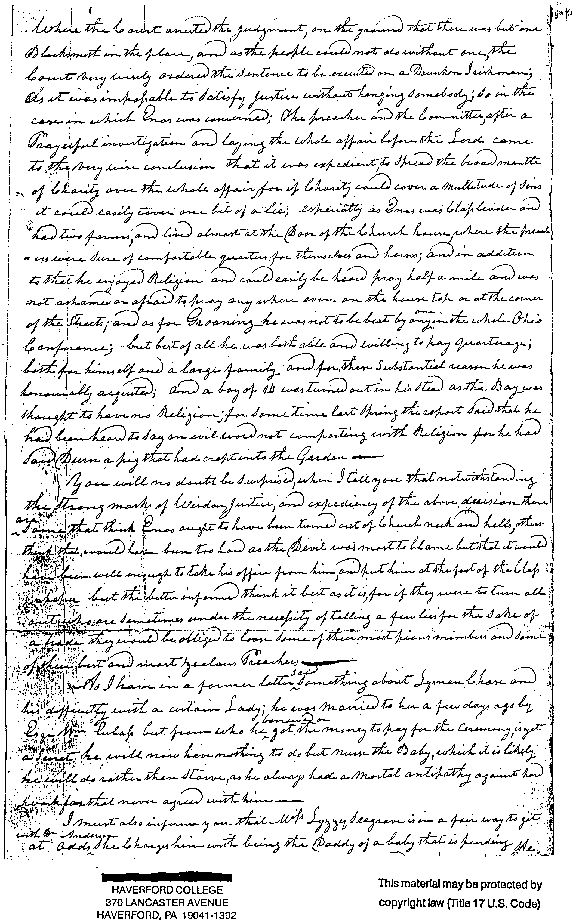 Where the Court arrested the judgment, on the ground that there was but one
Blacksmith in the place, and as the people could not do without one, the
Court very wisely ordered the sentence to be executed on a Drunken Irishman;
As it was impossible to satisfy Justice without hanging somebody; so in the
case in which Enos was concerned; The preacher and the Committee after a
Prayerful investigation and laying the whole affair before the Lord came
to the very wise conclusion that it was expedient to spread the broad mantle
of Charity over the whole affair for if Charity could cover a multitude of Sins
it could easily cover one bit of a lie; especially as Enos was Clapleader and
had two farms, and lived almost at the Door of the Church house, where the preach
ers were sure of comfortable quarters for themselves and horses; and in addition
to that he enjoyed Religion and could easily be heard pray half a mile and was
not ashamed or afraid to pray any where even on the house top or at the corner
of the Streets; and as for Groaning he was not to be beat by any in the whole Ohio
Conference; but best of all he was both able and willing to pay quarterage;
both for himself and a large family and for these Substantial reasons he was
honourably acquitted; and a boy of 14 was turned out in his stead as the Boy was
thought to have no Religion; for some time last Spring the report said that he
had been heard to say an evil word not comporting with Religion for he had
said Durn a pig that had crept into the Garden
You will no doubt be surprised, when I tell you that notwithstanding
the strong marks of Justice, and expediency of the above decision there
are some that think Enos ought to have been turned out of Church neck and heels, others
think that would have been too bad as the Devil was most to blame but that it would
have been well enough to take his office from him and put him at the foot of the Clap
but the better informed think it best as it is, for if they were to turn all
out who are sometimes under the necessity of telling a few lies for the sake of
a trade they would be obliged to loose some of their most pious members and some
of their best and most zealous Preachers
As I have in a former letter said something about Lyman Chase and
his difficulty with a certain Lady; he was married to her a few days ago by
Esqr Wm but from who he borrowed or got the money to pay for the Ceremony is yet
a secret he will now have nothing to do but nurse the Baby, which it is likely
he will do rather than starve, as he always had a mortal antipathy against hard
work for that never agreed with him
I must also inform you that Mrs Lyzzy Seagrave is in a fair way to get
with Mr Andrew
at odds, she charges him with being the Daddy of a baby that is pending she
HAVERFORD COLLEGE
370 LANCASTER AVENUE
HAVERFORD, PA 19041-1392
This material may be protected by
copyright law (Title 17 U.S. Code)